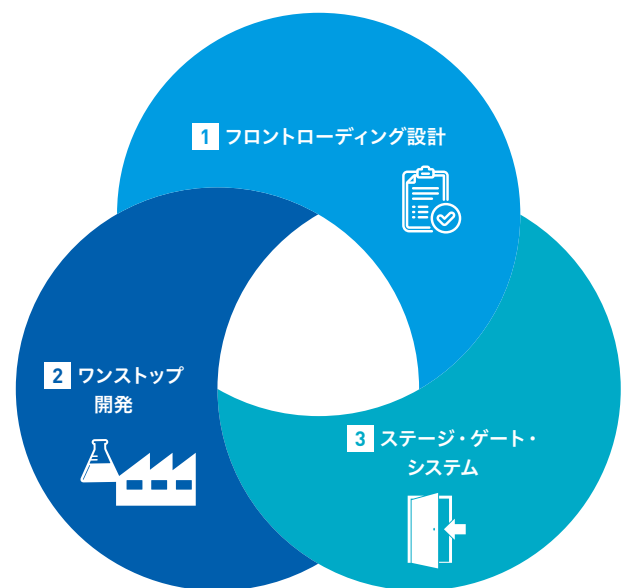 1 フロントローディング設計
2 ワンストップ
開発
3 ステージ・ゲート・
システム